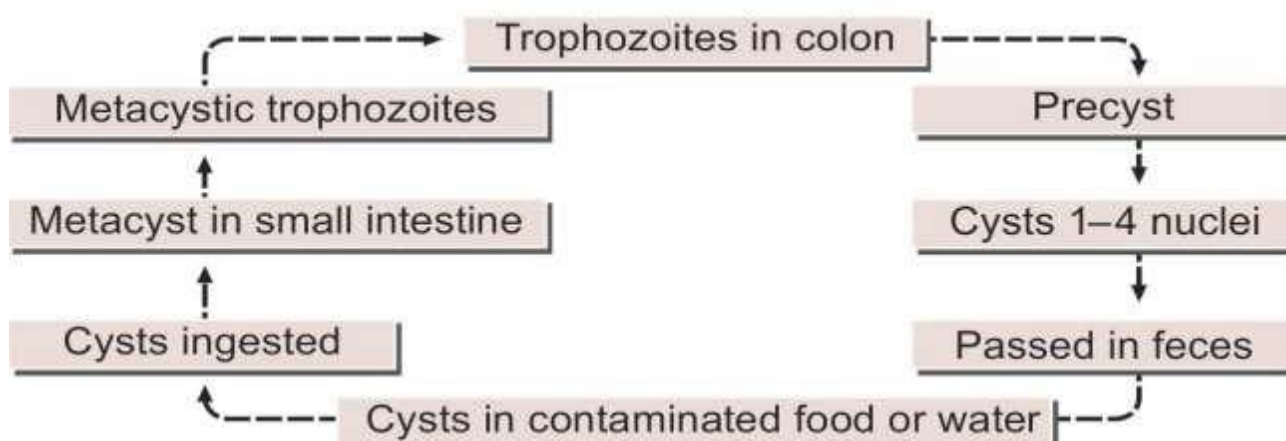 Trophozoites in colon
Metacystic trophozoites
Precyst
Metacyst in small intestine
Cysts 1–4 nuclei
Cysts ingested
Passed in feces
Cysts in contaminated food or water